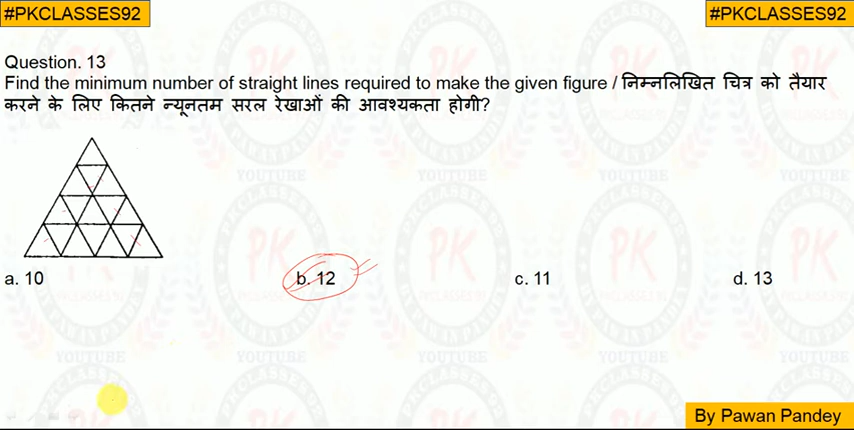 #PKCLASSES92
#PKCLASSES92
Question. 13
Find the minimum number of straight lines required to make the given figure / निम्नलिखित चित्र को तैयार
करने के लिए कितने न्यूनतम सरल रेखाओं की आवश्यकता होगी?
a. 10
b. 12
c. 11
d. 13
By Pawan Pandey